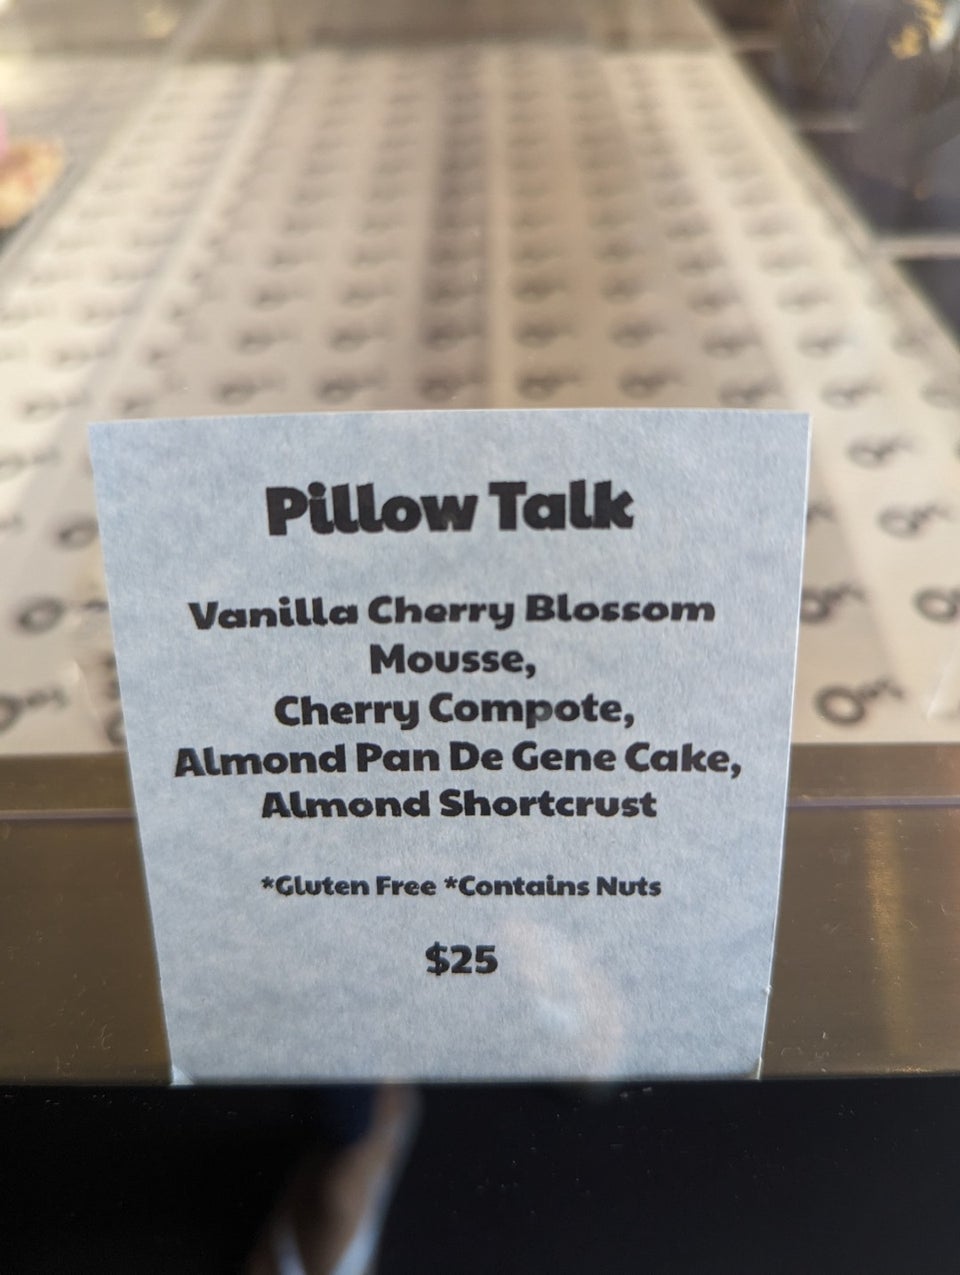 Pillow Talk
Vanilla Cherry Blossom
Mousse,
Cherry Compote,
Almond Pan De Gene Cake,
Almond Shortcrust
*Gluten Free *Contains Nuts
$25